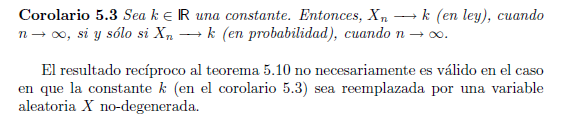 Corolario 5.3 Sea k ∈ ℝ una constante. Entonces, Xₙ ⟶ k (en ley), cuando
n → ∞, si y sólo si Xₙ ⟶ k (en probabilidad), cuando n → ∞.
El resultado recíproco al teorema 5.10 no necesariamente es válido en el caso
en que la constante k (en el corolario 5.3) sea reemplazada por una variable
aleatoria X no-degenerada.